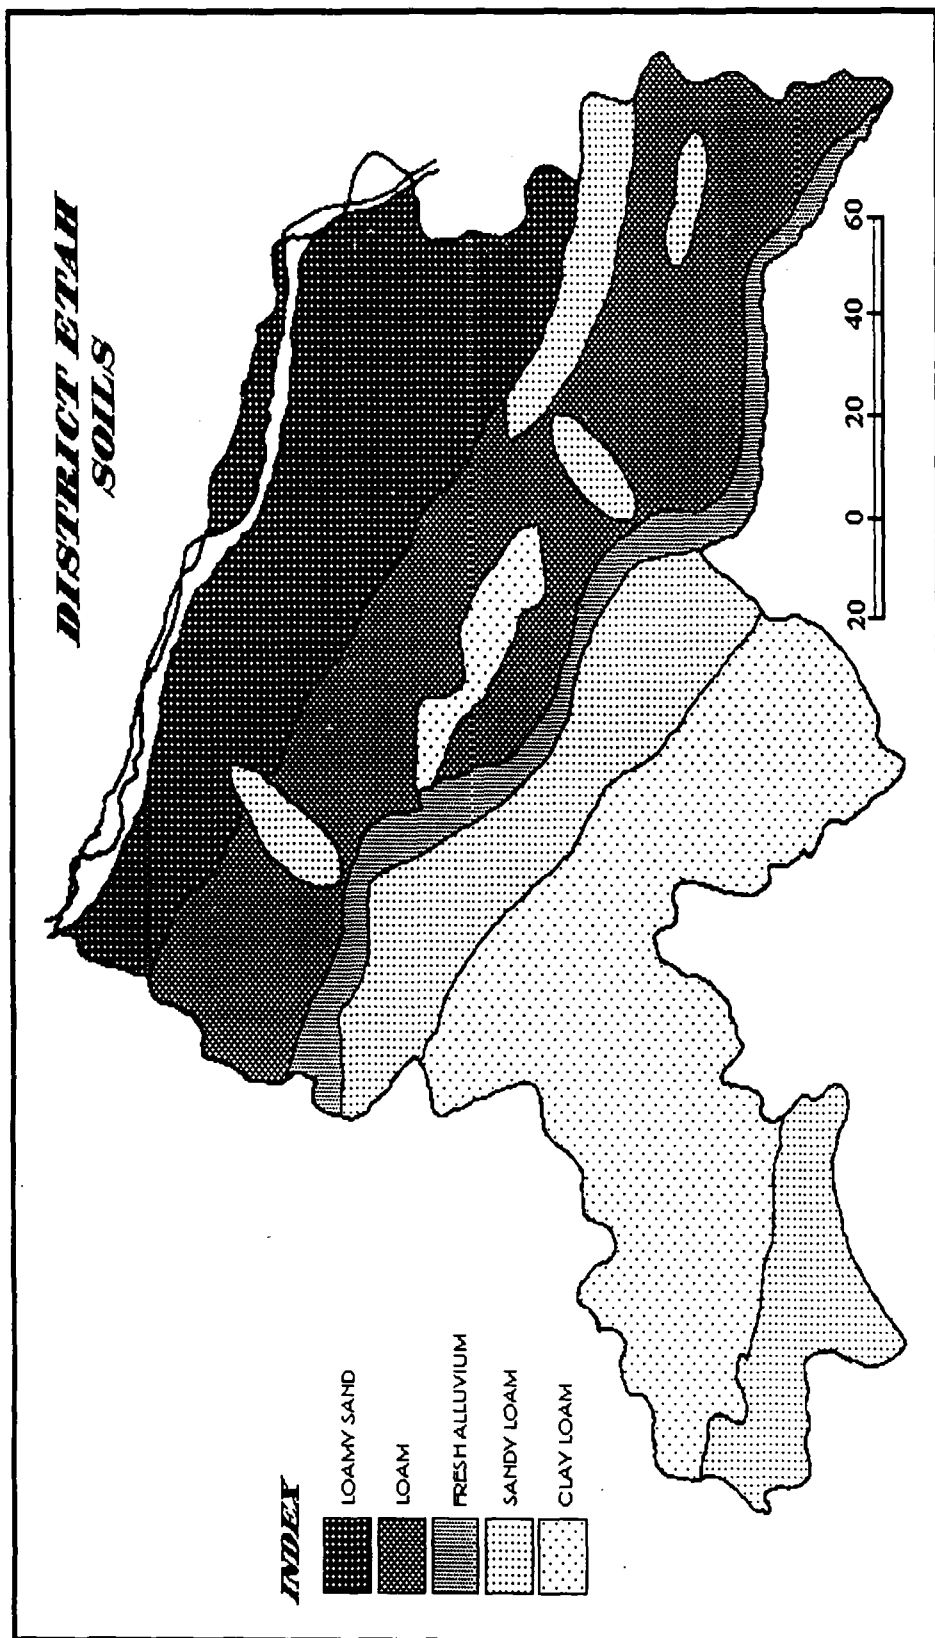 DISTRICT ETAH
SOILS
INDEX
LOAMY SAND
LOAM
FRESH ALLUVIUM
SANDY LOAM
CLAY LOAM
20 0 20 40 60